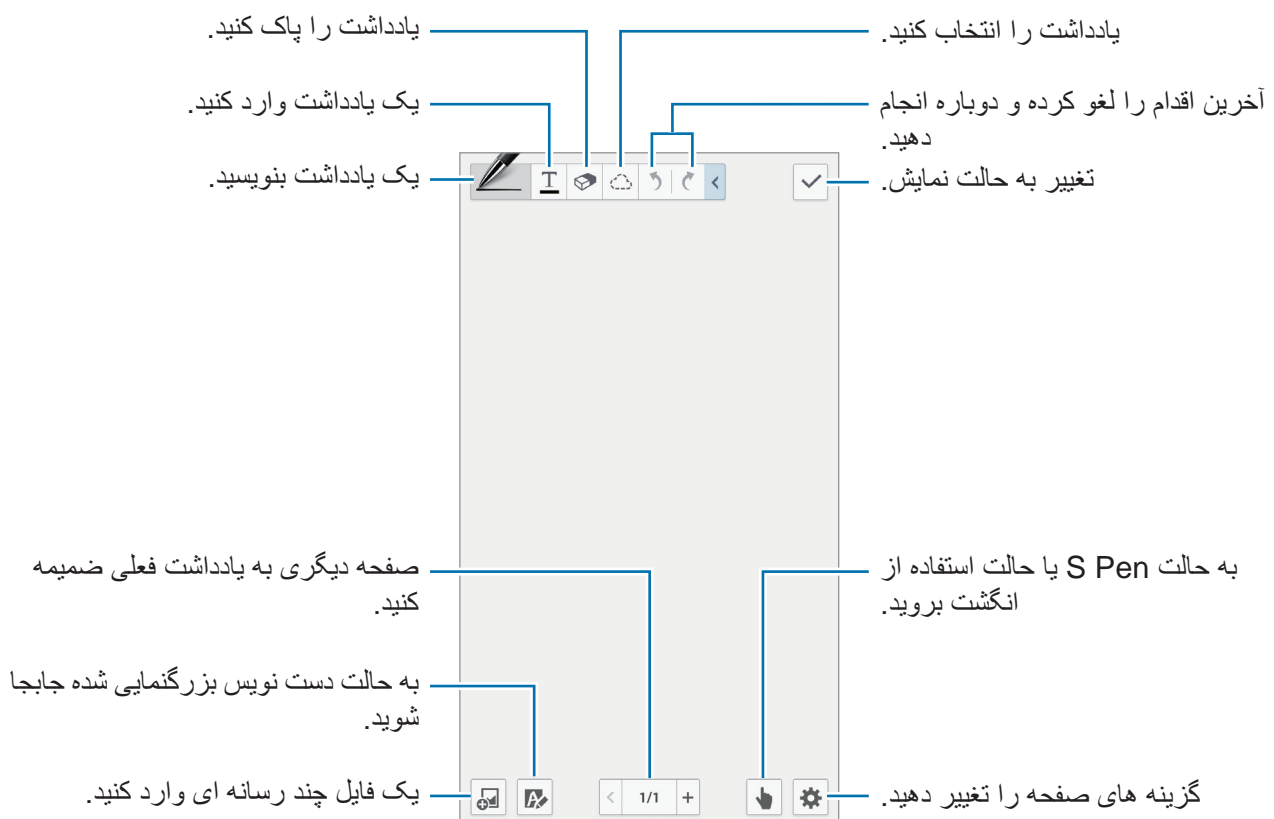 یادداشت را انتخاب کنید.
آخرین اقدام را لغو کرده و دوباره انجام
دهید.
تغییر به حالت نمایش.
یادداشت را پاک کنید.
یک یادداشت وارد کنید.
یک یادداشت بنویسید.
T
به حالت S Pen یا حالت استفاده از
انگشت بروید.
گزینه های صفحه را تغییر دهید.
صفحه دیگری به یادداشت فعلی ضمیمه
کنید.
به حالت دست نویس بزرگنمایی شده جابجا
شوید.
یک فایل چند رسانه ای وارد کنید.
A
< 1/1 +